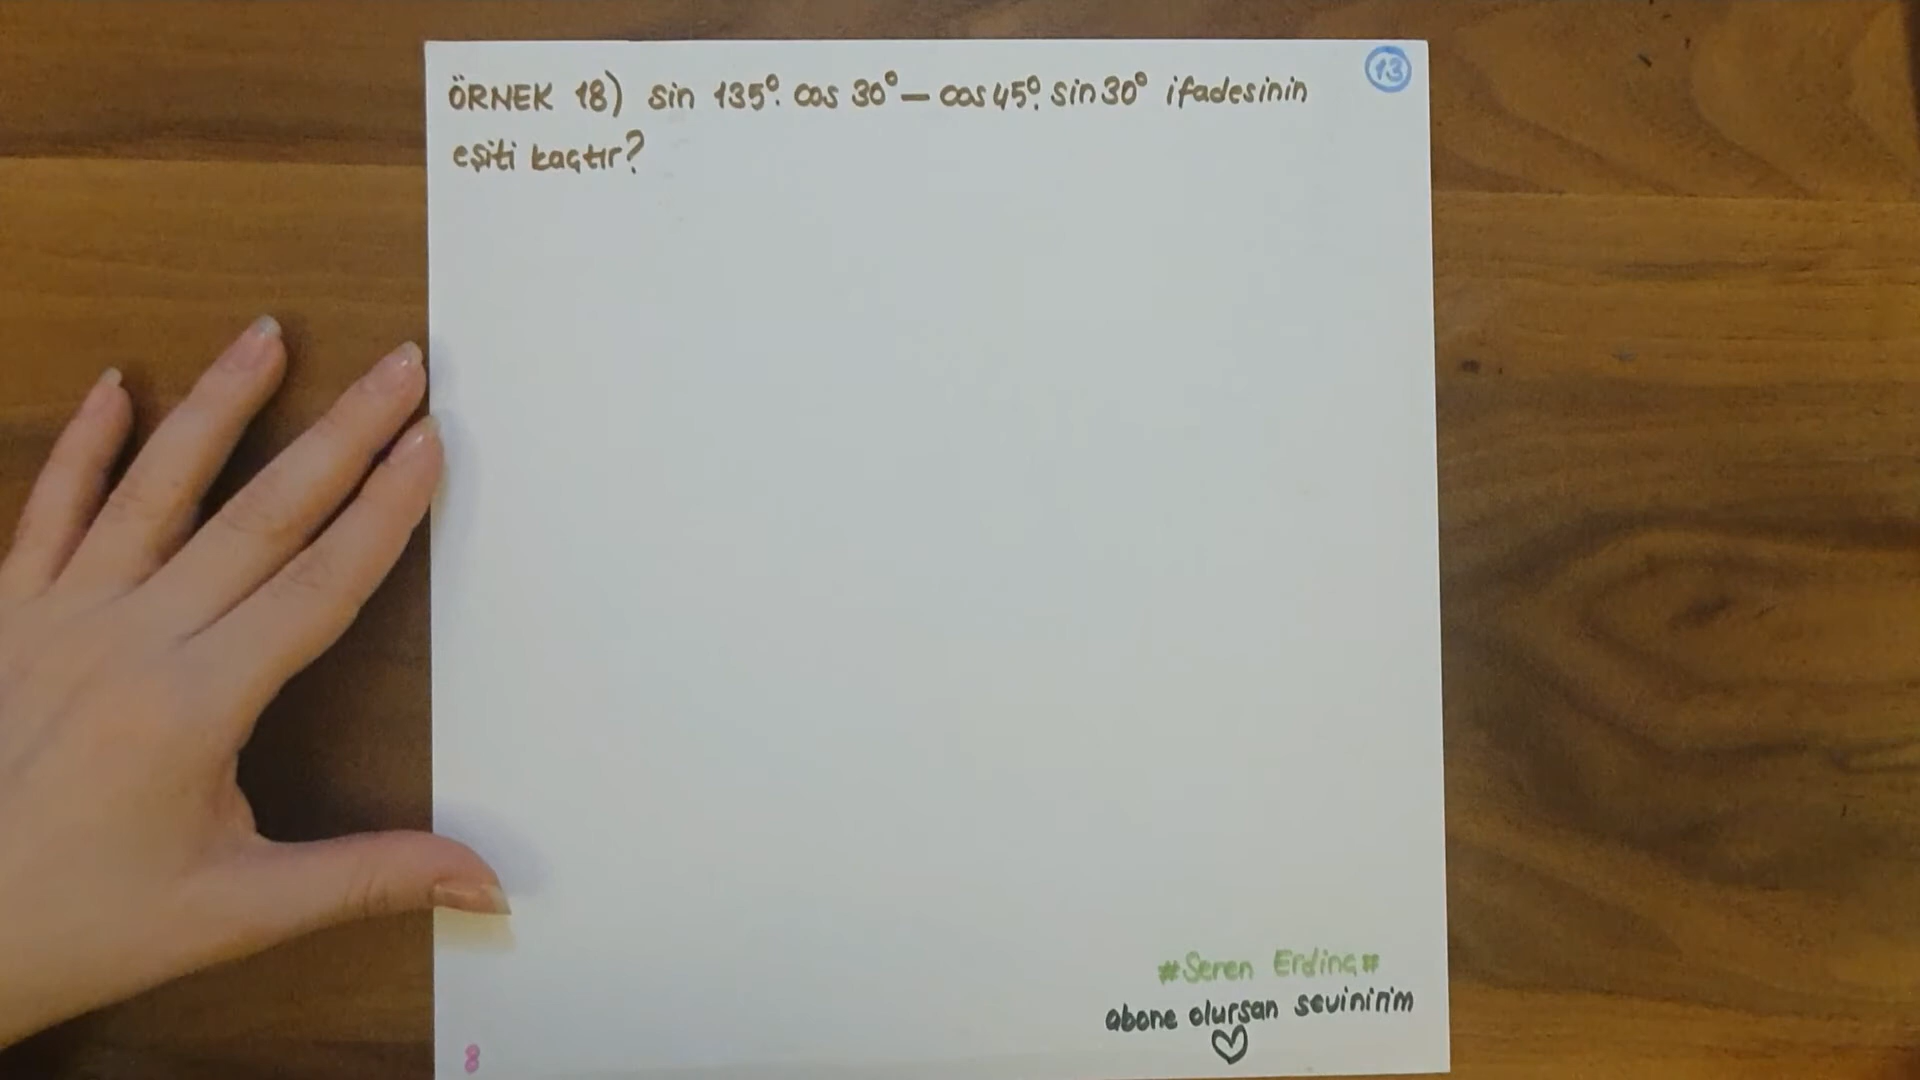 ÖRNEK 18) sin 135°. cos 30° — cos 45°. sin 30° ifadesinin
eşiti kaçtır?
13
#Seren Erdinç#
abone olursan sevinirim
8